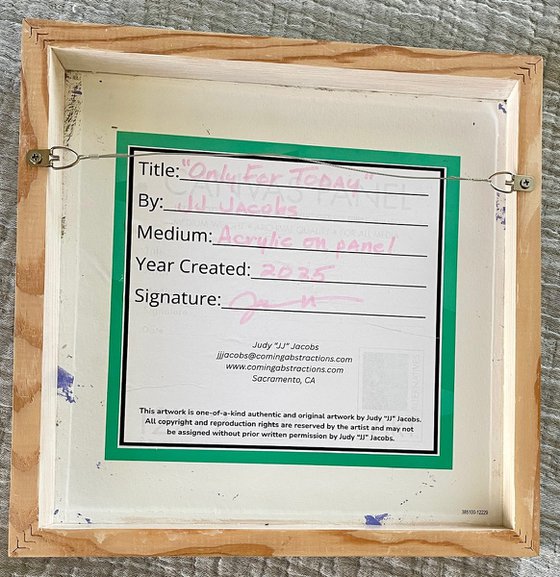 Title: "Only For Today"
CANVAS PANEL
By: JJ Jacobs
Medium: Acrylic on panel
Year Created: 2025
Signature:
Judy “JJ” Jacobs
jjjacobs@comingabstractions.com
www.comingabstractions.com
Sacramento, CA
This artwork is one-of-a-kind authentic and original artwork by Judy “JJ” Jacobs.
All copyright and reproduction rights are reserved by the artist and may not
be assigned without prior written permission by Judy “JJ” Jacobs.